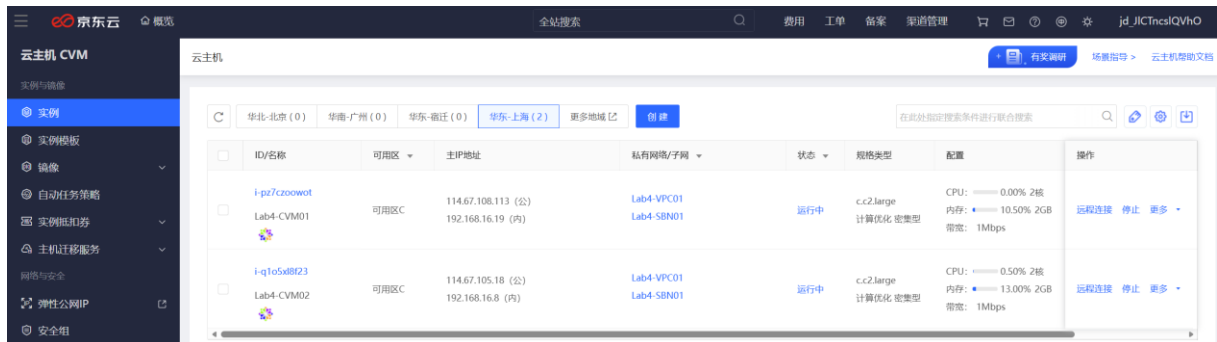 京东云 概览 全站搜索 费用 工单 备案 渠道管理 jd_JlCTncslQVhO
云主机 CVM
云主机 有奖调研 场景指导 > 云主机帮助文档
实例与镜像
实例
实例模板
镜像
自动任务策略
实例抵扣券
主机迁移服务
网络与安全
弹性公网IP
安全组
华北-北京 ( 0 ) 华南-广州 ( 0 ) 华东-宿迁 ( 0 ) 华东-上海 ( 2 ) 更多地域 创建 在此处指定搜索条件进行联合搜索
ID/名称 可用区 主IP地址 私有网络/子网 状态 规格类型 配置 操作
i-pz7czoowot
Lab4-CVM01
可用区C
114.67.108.113 (公)
192.168.16.19 (内)
Lab4-VPC01
Lab4-SBN01
运行中
c.c2.large
计算优化 密集型
CPU: 0.00% 2核
内存: 10.50% 2GB
带宽: 1Mbps
远程连接 停止 更多
i-q1o5xl8f23
Lab4-CVM02
可用区C
114.67.105.18 (公)
192.168.16.8 (内)
Lab4-VPC01
Lab4-SBN01
运行中
c.c2.large
计算优化 密集型
CPU: 0.50% 2核
内存: 13.00% 2GB
带宽: 1Mbps
远程连接 停止 更多